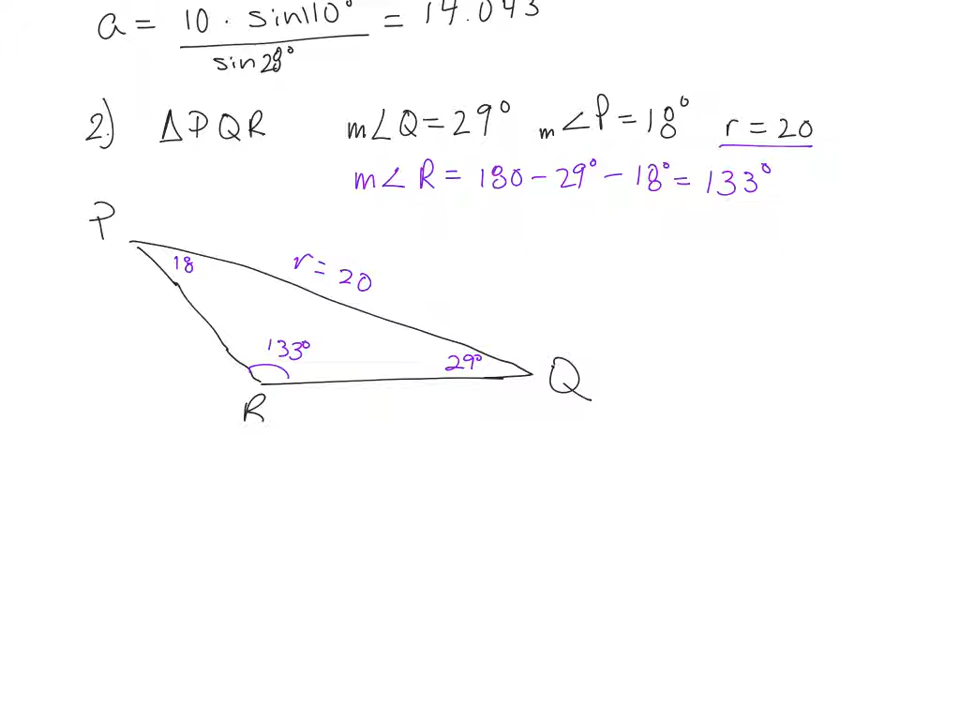 a = 10 · sin110° = 14.043
sin28°
2.) ΔPQR m∠Q = 29° m∠P = 18° r = 20
m∠R = 180 - 29° - 18° = 133°
P
18
r = 20
133°
29°
Q
R